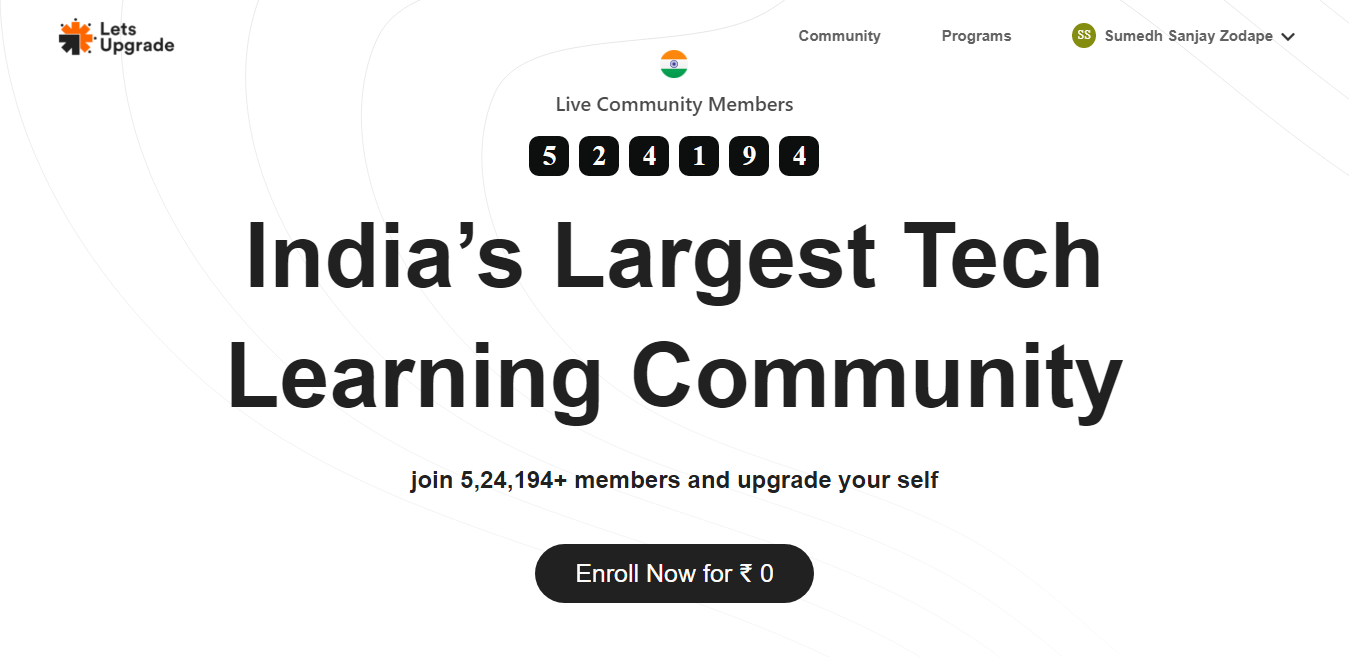 Lets
Upgrade
Community
Programs
SS
Sumedh Sanjay Zodape
Live Community Members
5 2 4 1 9 4
India’s Largest Tech
Learning Community
join 5,24,194+ members and upgrade your self
Enroll Now for ₹ 0